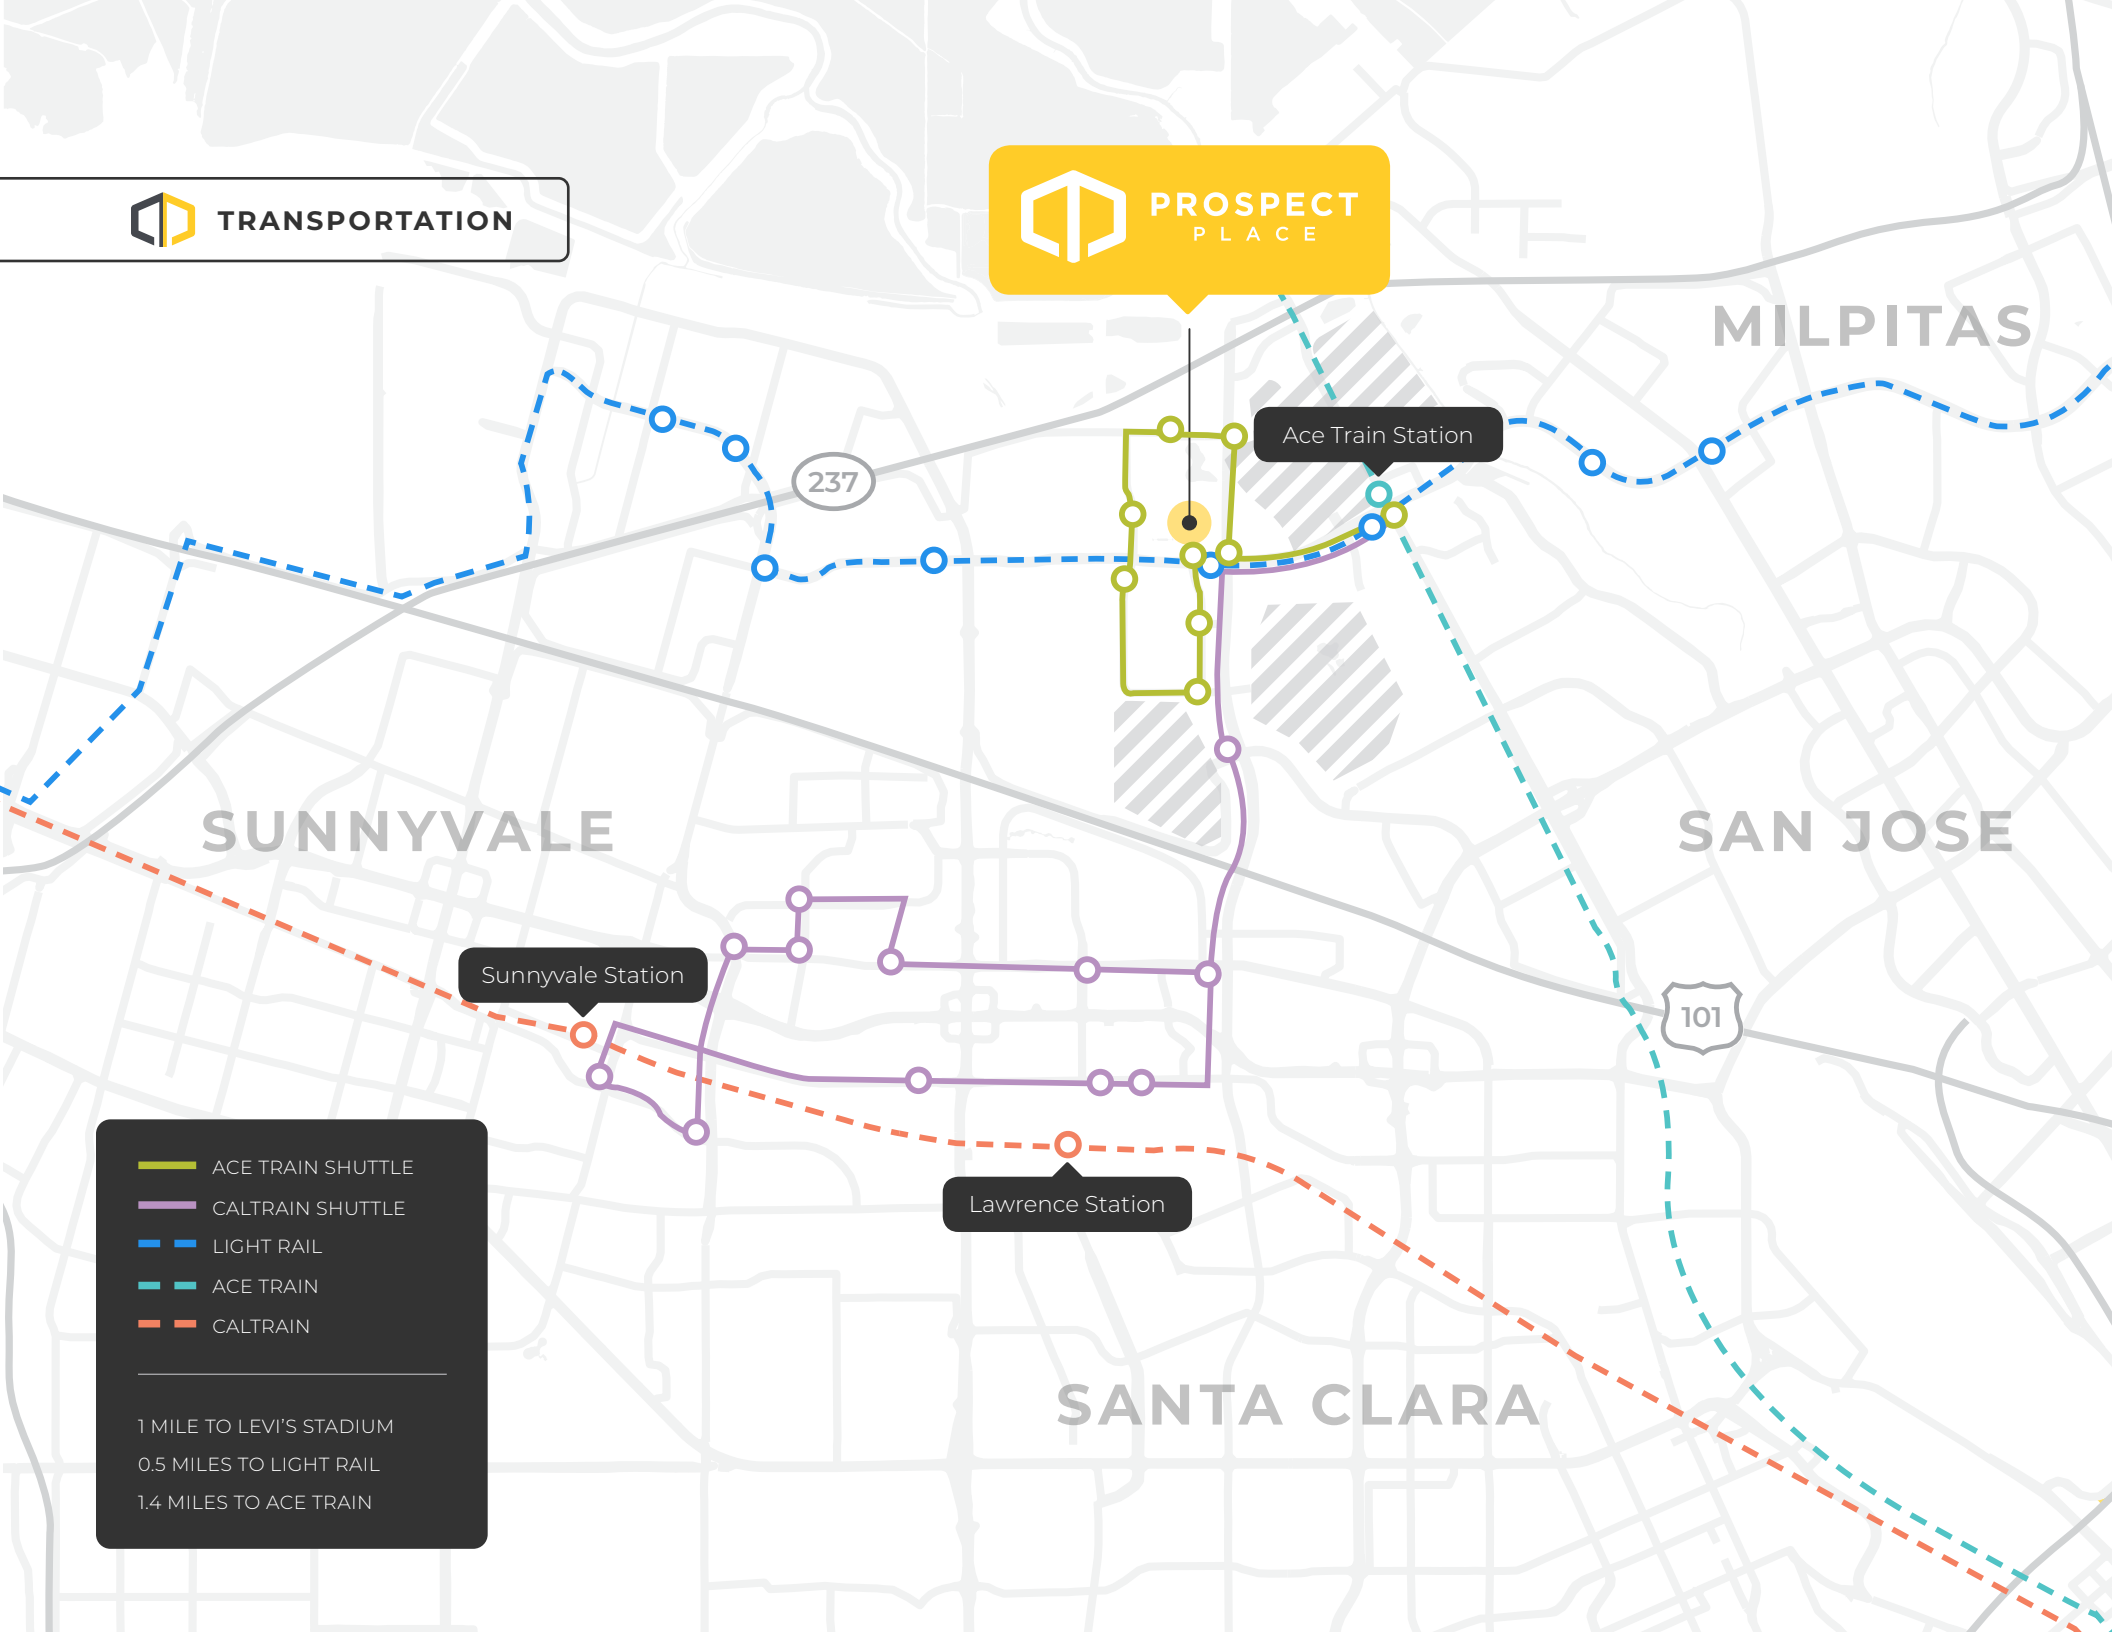 TRANSPORTATION
PROSPECT
PLACE
MILPITAS
Ace Train Station
237
SUNNYVALE
SAN JOSE
Sunnyvale Station
101
Lawrence Station
ACE TRAIN SHUTTLE
CALTRAIN SHUTTLE
LIGHT RAIL
ACE TRAIN
CALTRAIN
SANTA CLARA
1 MILE TO LEVI'S STADIUM
0.5 MILES TO LIGHT RAIL
1.4 MILES TO ACE TRAIN